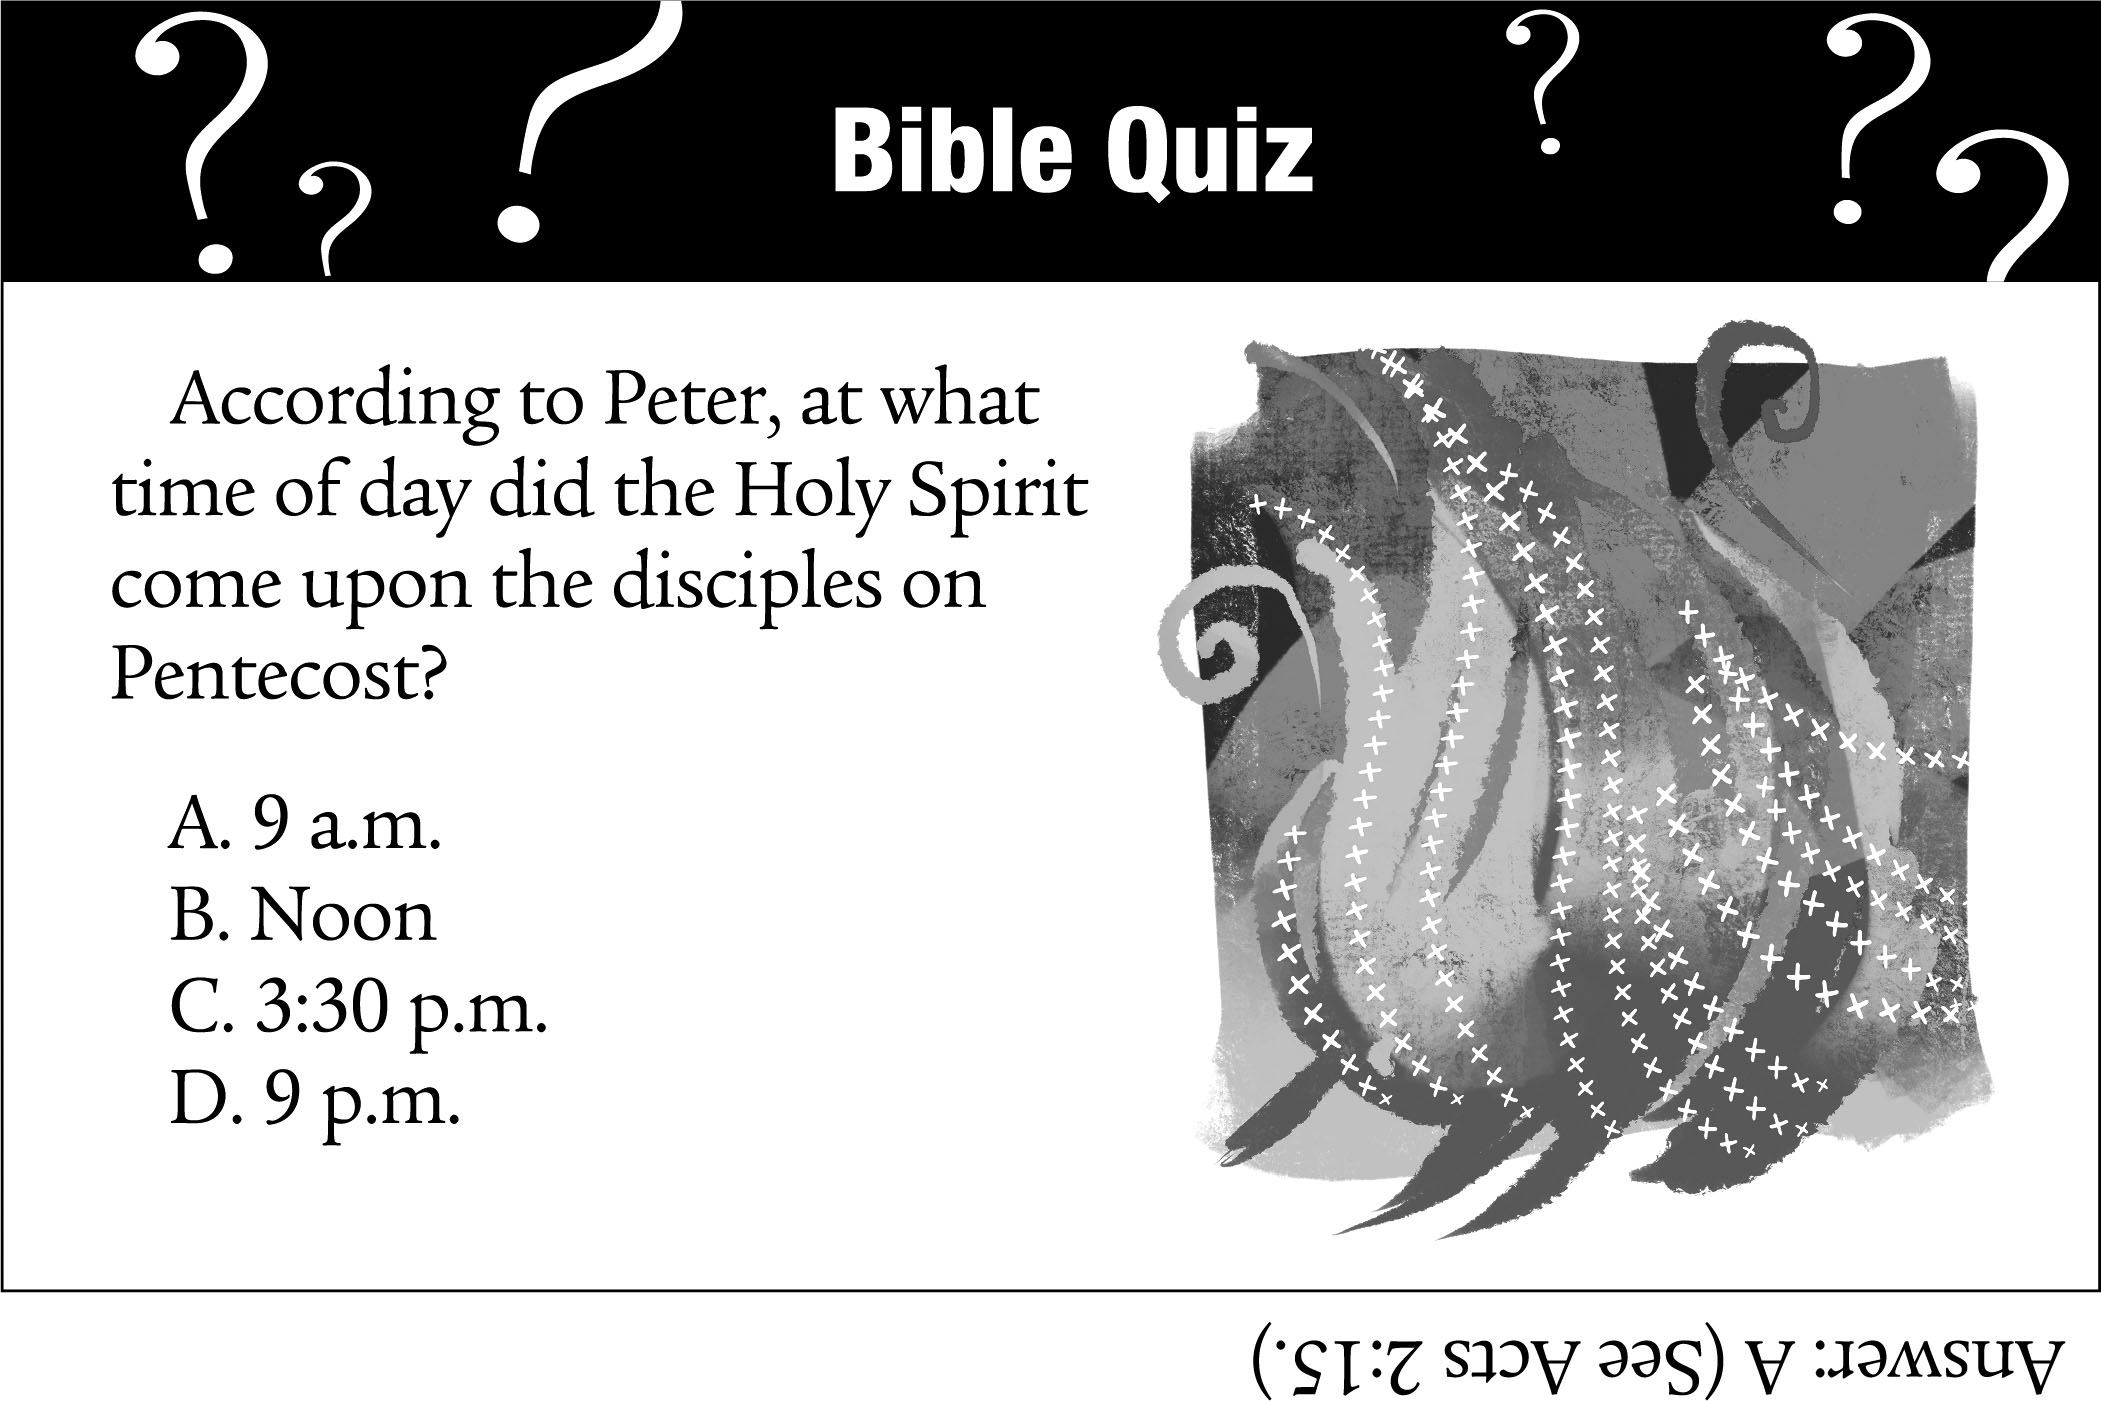 Bible Quiz
According to Peter, at what
time of day did the Holy Spirit
come upon the disciples on
Pentecost?
A. 9 a.m.
B. Noon
C. 3:30 p.m.
D. 9 p.m.
Answer: A (See Acts 2:15.)